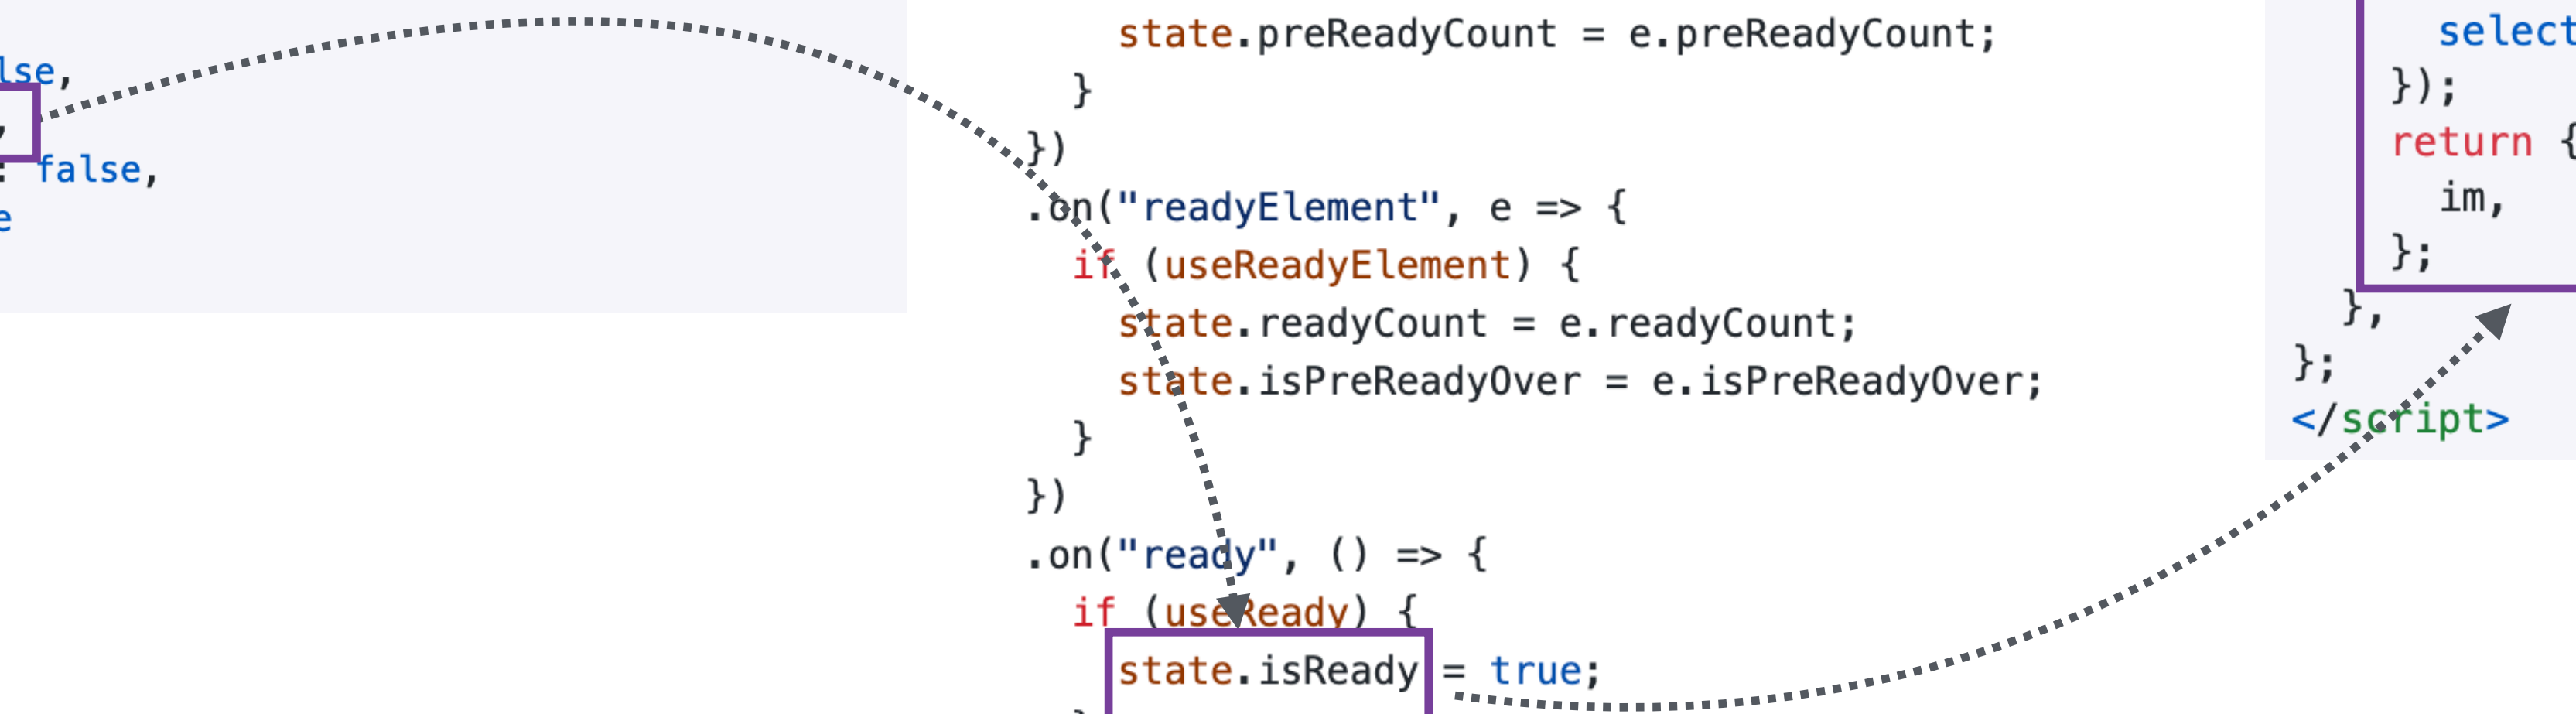 lse,
,
: false,
e
state.preReadyCount = e.preReadyCount;
}
})
.on("readyElement", e => {
if (useReadyElement) {
state.readyCount = e.readyCount;
state.isPreReadyOver = e.isPreReadyOver;
}
})
.on("ready", () => {
if (useReady) {
state.isReady = true;
select
});
return {
im,
};
},
};
</script>